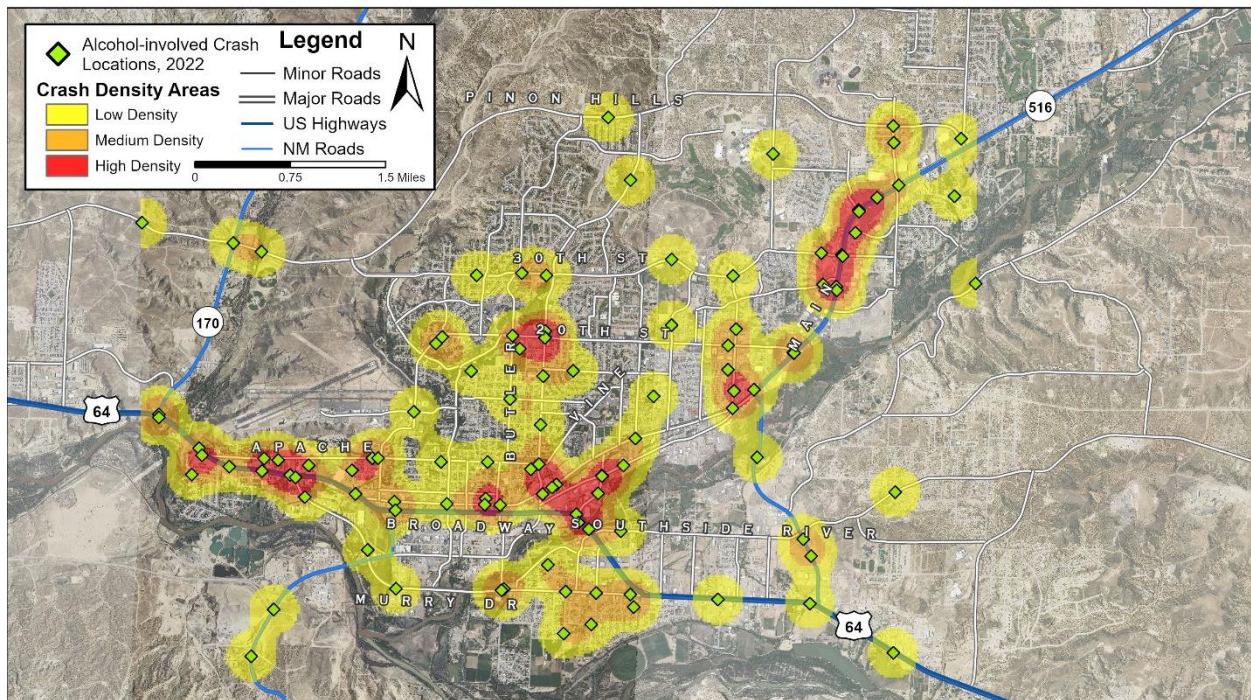 Legend
N
Alcohol-involved Crash
Locations, 2022
Crash Density Areas
Low Density
Medium Density
High Density
Minor Roads
Major Roads
US Highways
NM Roads
0 0.75 1.5 Miles
PINON HILLS
516
30TH ST
170
20TH ST
MAIN
BUTLER
VINE
64
APACHE
BROADWAY
SOUTHSIDE RIVER
MURRY DR
64